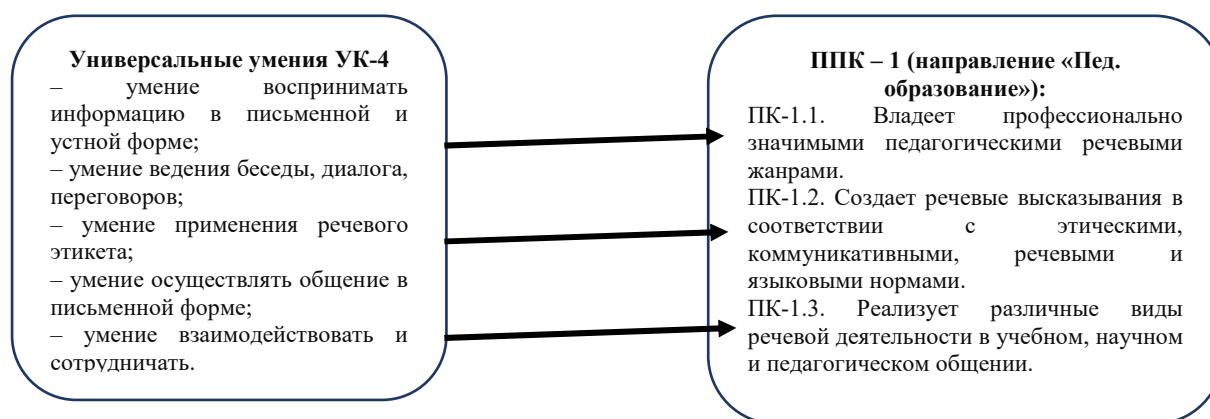 Универсальные умения УК-4
– умение воспринимать
информацию в письменной и
устной форме;
– умение ведения беседы, диалога,
переговоров;
– умение применения речевого
этикета;
– умение осуществлять общение в
письменной форме;
– умение взаимодействовать и
сотрудничать.
ППК – 1 (направление «Пед.
образование»):
ПК-1.1. Владеет профессионально
значимыми педагогическими речевыми
жанрами.
ПК-1.2. Создает речевые высказывания в
соответствии с этическими,
коммуникативными, речевыми и
языковыми нормами.
ПК-1.3. Реализует различные виды
речевой деятельности в учебном, научном
и педагогическом общении.